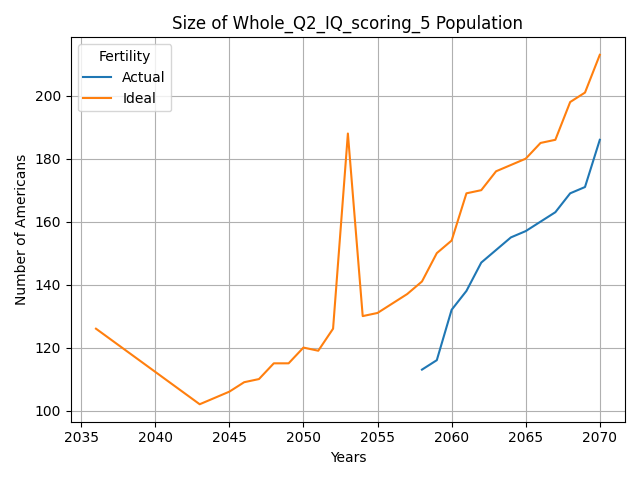 Size of Whole_Q2_IQ_scoring_5 Population
Fertility
Actual
Ideal
Number of Americans
200
180
160
140
120
100
2035 2040 2045 2050 2055 2060 2065 2070
Years